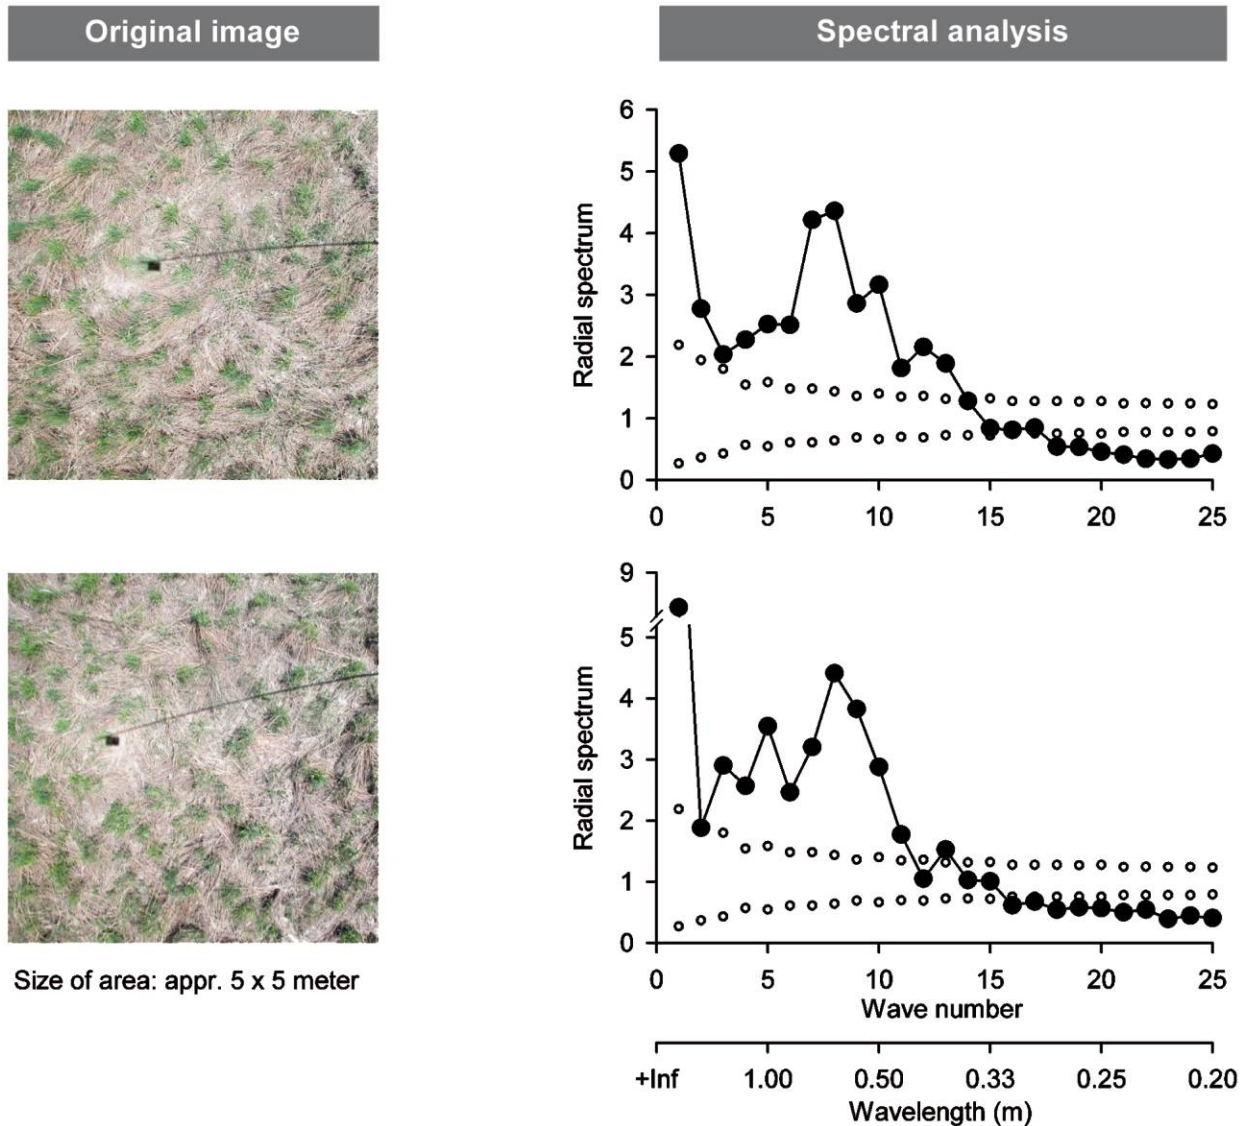 Original image
Spectral analysis
6
5
4
3
2
1
0
Radial spectrum
0 5 10 15 20 25
9
5
4
3
2
1
0
Radial spectrum
0 5 10 15 20 25
Wave number
Size of area: appr. 5 x 5 meter
+Inf 1.00 0.50 0.33 0.25 0.20
Wavelength (m)